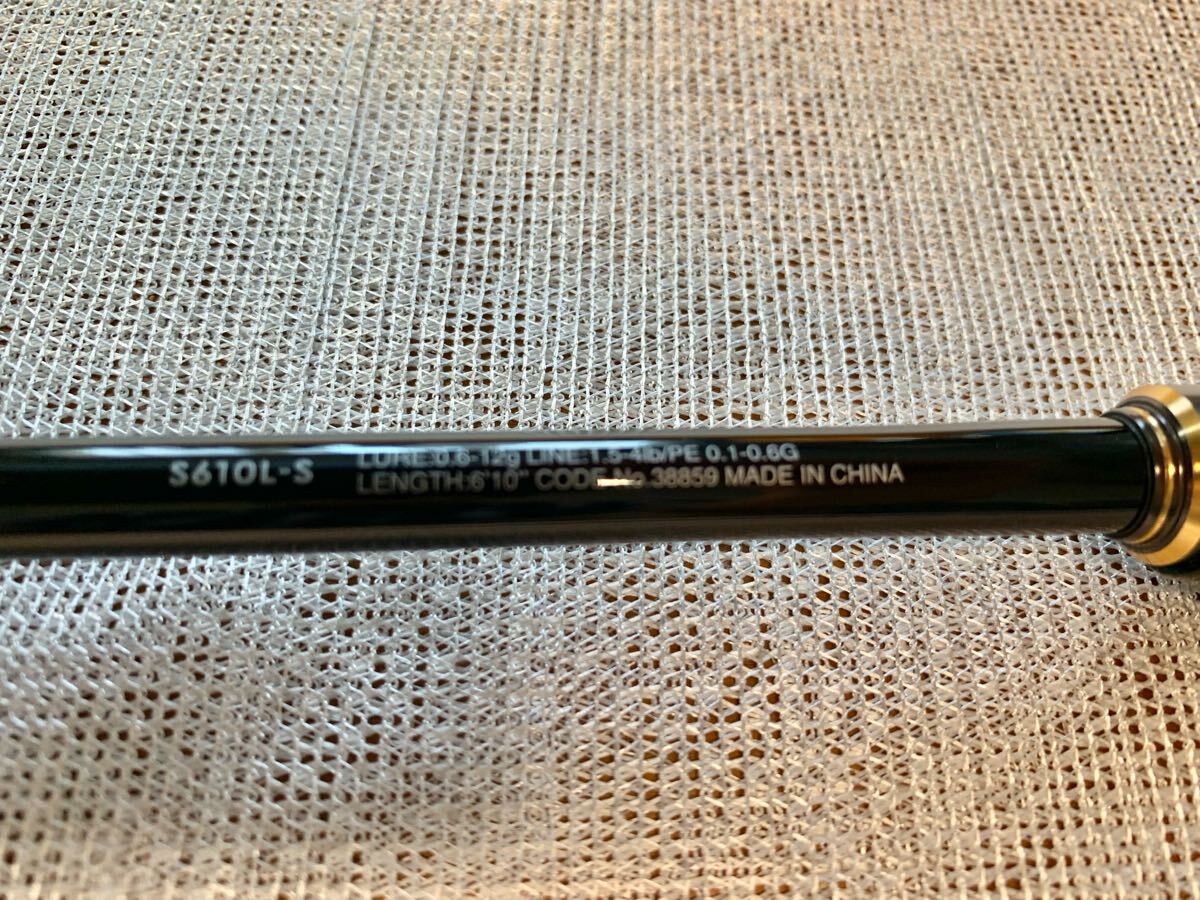 S610L-S
LURE:0.6-12g LINE:1.5-4lb/PE 0.1-0.6G
LENGTH:6'10" CODE No 38859 MADE IN CHINA